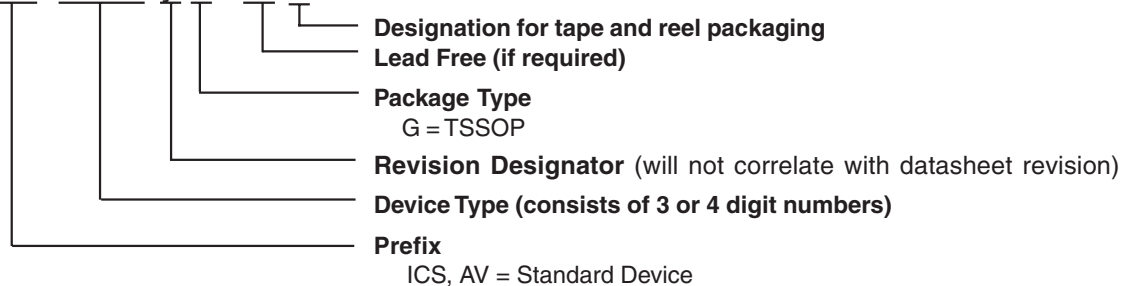 Designation for tape and reel packaging
Lead Free (if required)
Package Type
G = TSSOP
Revision Designator (will not correlate with datasheet revision)
Device Type (consists of 3 or 4 digit numbers)
Prefix
ICS, AV = Standard Device